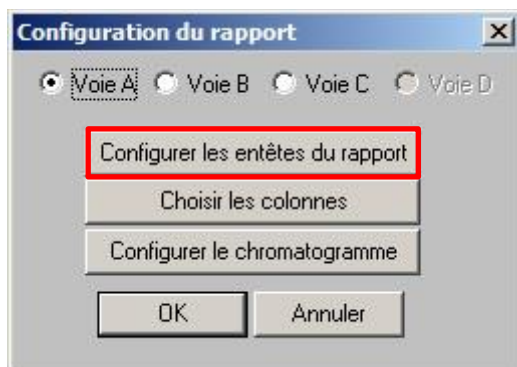 Configuration du rapport
Voie A Voie B Voie C Voie D
Configurer les entêtes du rapport
Choisir les colonnes
Configurer le chromatogramme
OK Annuler